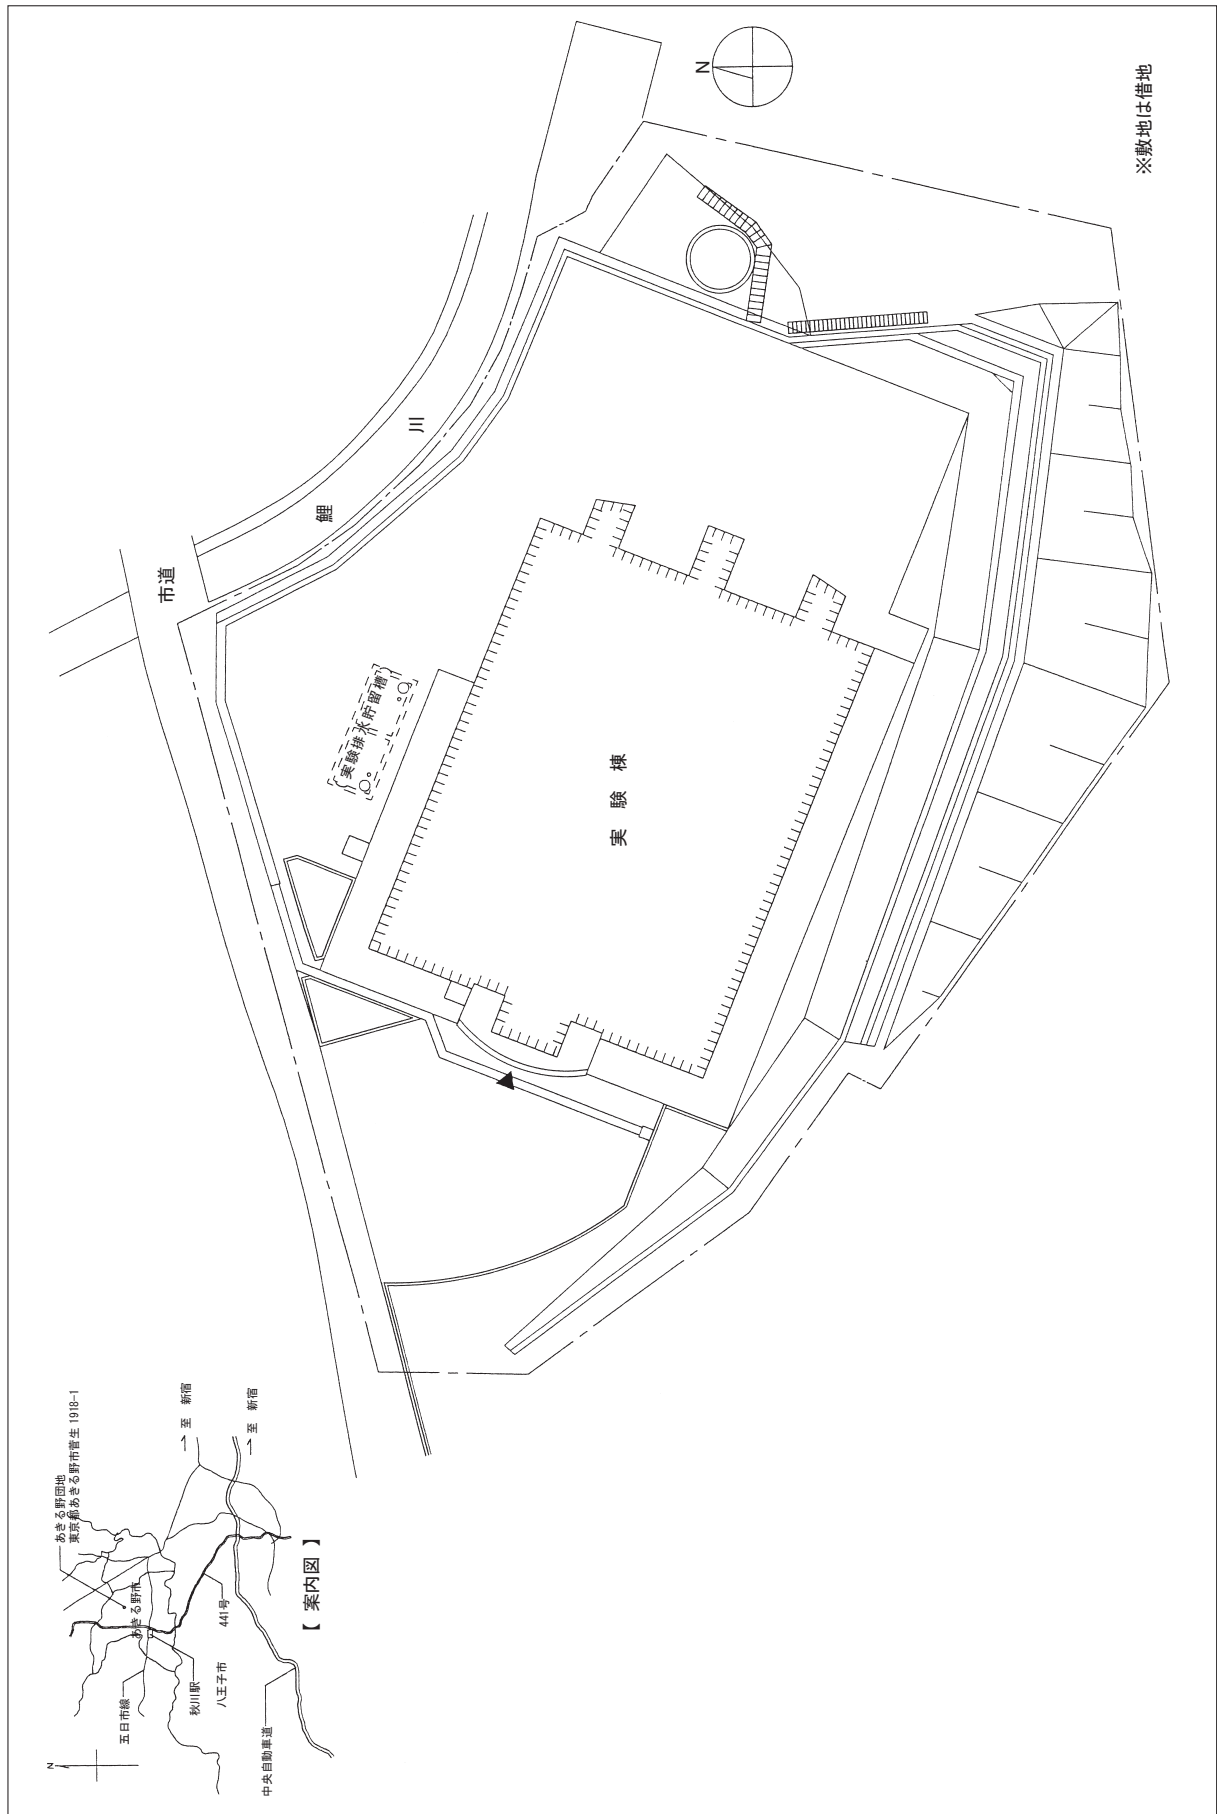 N
※敷地は借地
鯉川
市道
実験排水貯留槽
実験棟
あきる野団地
東京都あきる野市菅生 1918-1
→至 新宿
→至 新宿
あきる野市
441号
八王子市
秋川駅
五日市線
中央自動車道
N
【 案内図 】